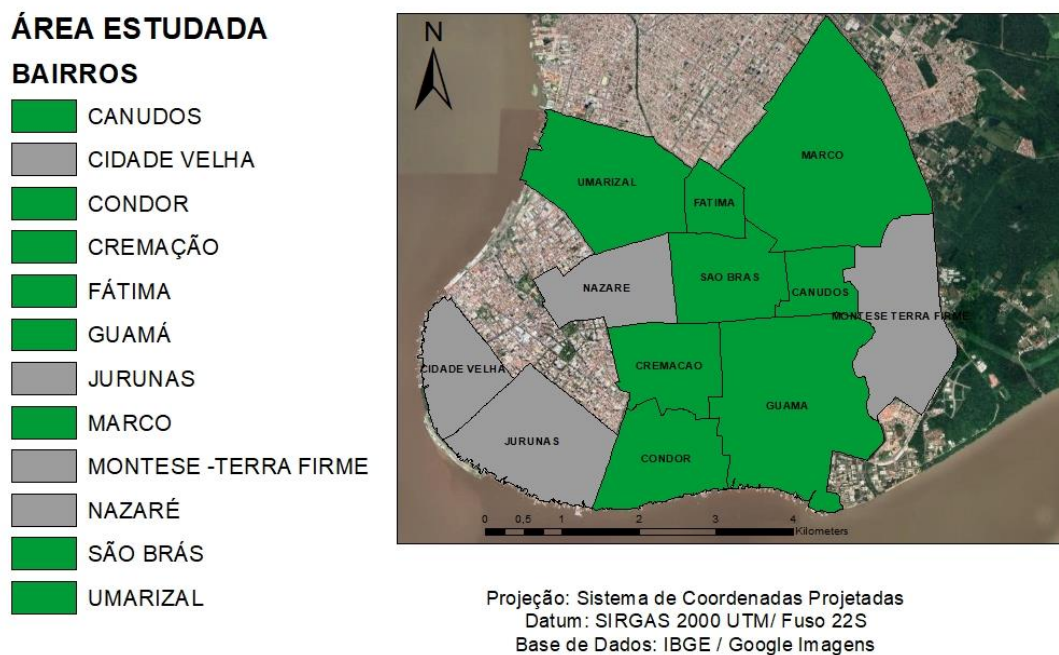 ÁREA ESTUDADA
BAIRROS
CANUDOS
CIDADE VELHA
CONDOR
CREMAÇÃO
FÁTIMA
GUAMÁ
JURUNAS
MARCO
MONTESE -TERRA FIRME
NAZARÉ
SÃO BRÁS
UMARIZAL
N
MARCO
UMARIZAL
FATIMA
NAZARE
SAO BRAS
CANUDOS
MONTESE TERRA FIRME
CIDADE VELHA
CREMACAO
GUAMA
JURUNAS
CONDOR
0 0,5 1 2 3 4
Kilometers
Projeção: Sistema de Coordenadas Projetadas
Datum: SIRGAS 2000 UTM/ Fuso 22S
Base de Dados: IBGE / Google Imagens